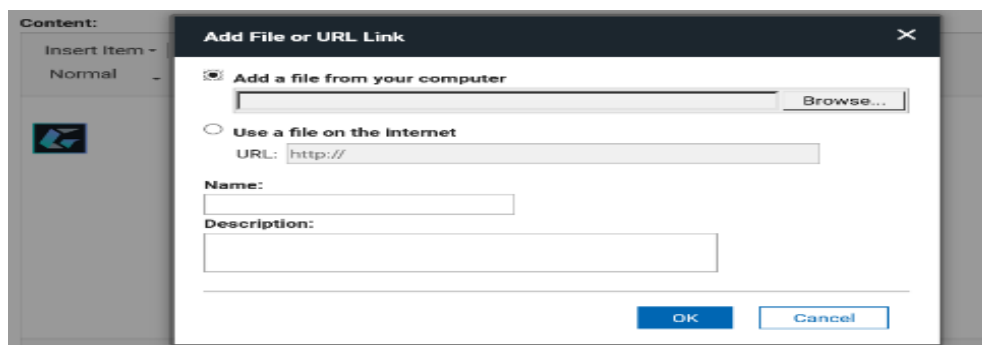 Content:
Add File or URL Link
Insert Item
Normal
Add a file from your computer
Browse...
Use a file on the Internet
URL: http://
Name:
Description:
OK Cancel